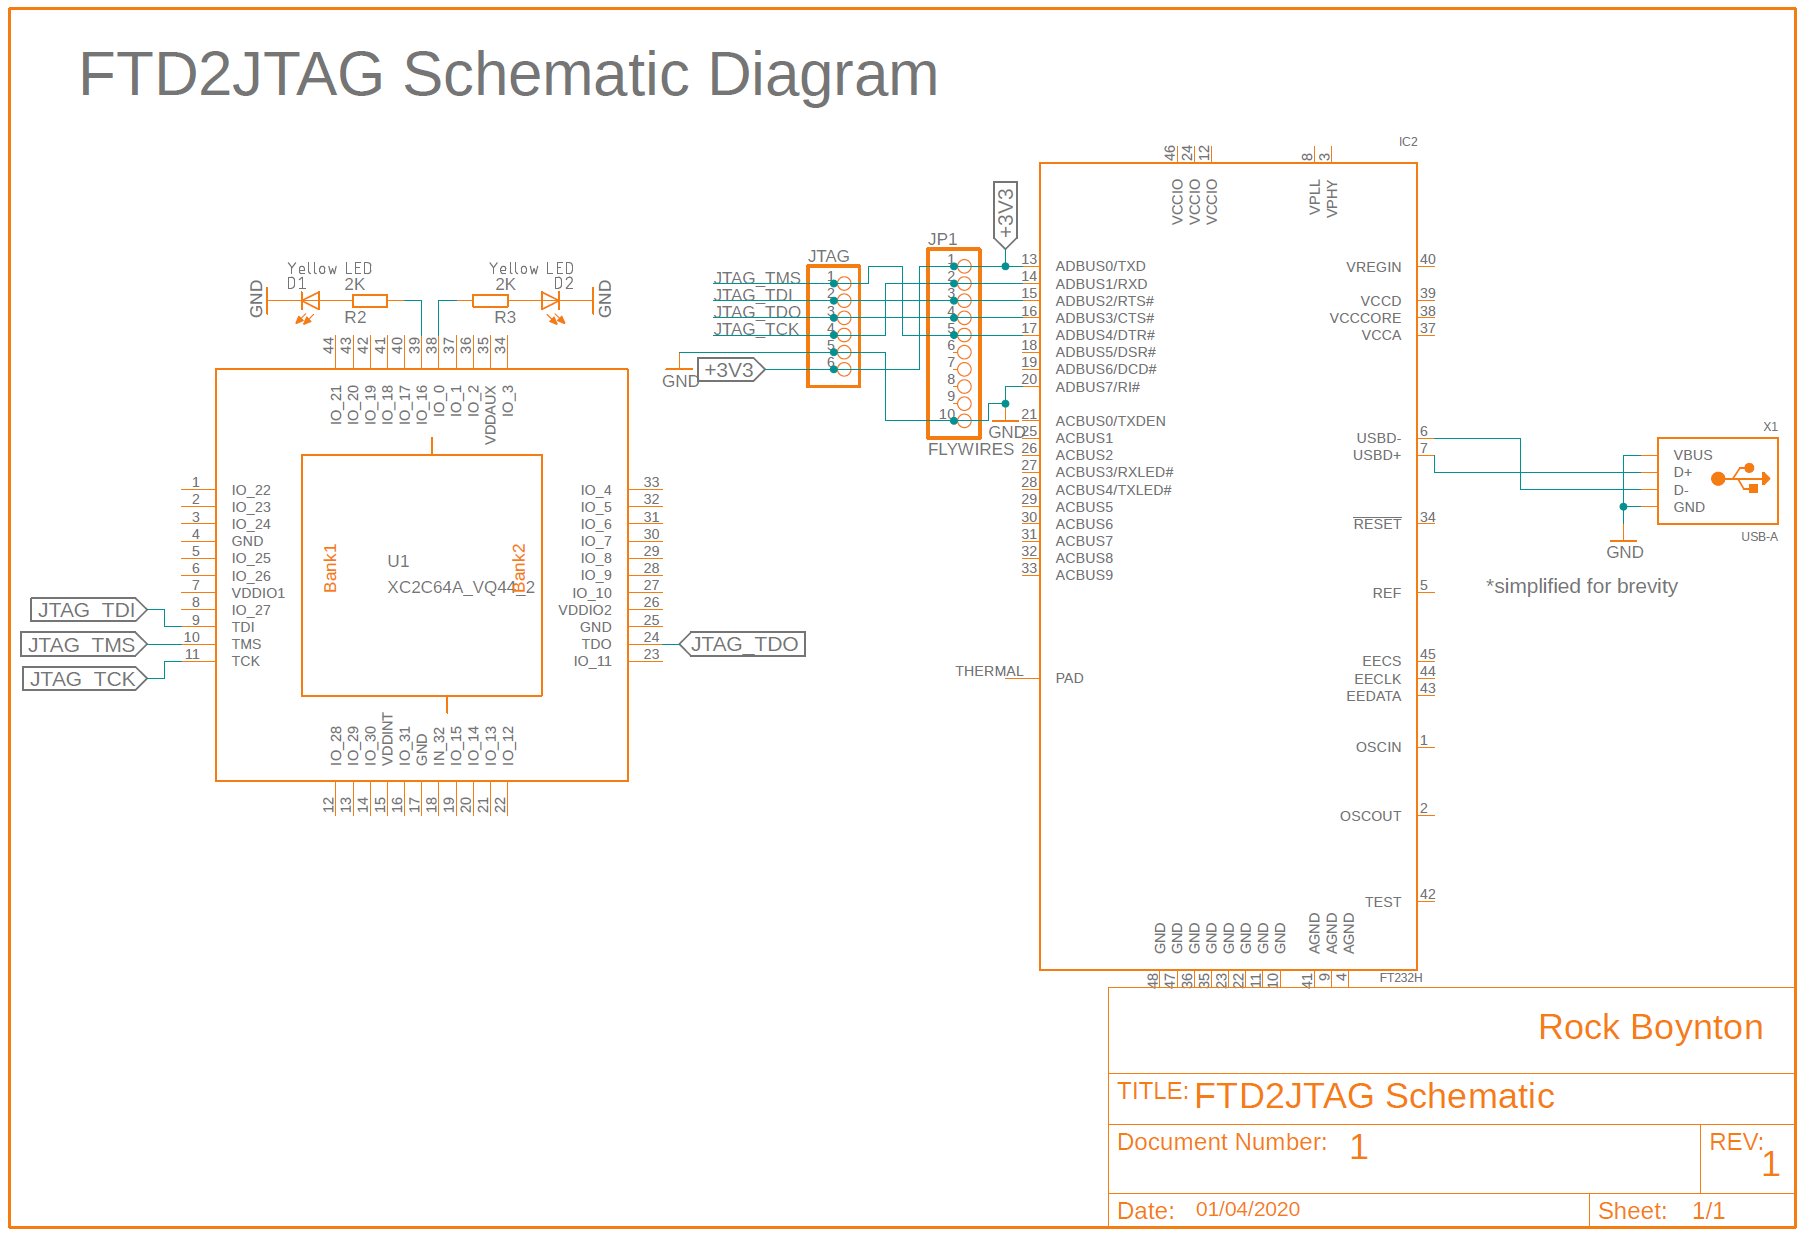 FTD2JTAG Schematic Diagram
IC2
46
24
12
8
3
VCCIO
VCCIO
VCCIO
VPLL
VPHY
+3V3
JP1
JTAG
JTAG_TMS
JTAG_TDI
JTAG_TDO
JTAG_TCK
1
2
3
4
5
6
GND
+3V3
1
2
3
4
5
6
7
8
9
10
GND
FLYWIRES
13 ADBUS0/TXD
14 ADBUS1/RXD
15 ADBUS2/RTS#
16 ADBUS3/CTS#
17 ADBUS4/DTR#
18 ADBUS5/DSR#
19 ADBUS6/DCD#
20 ADBUS7/RI#
21 ACBUS0/TXDEN
25 ACBUS1
26 ACBUS2
27 ACBUS3/RXLED#
28 ACBUS4/TXLED#
29 ACBUS5
30 ACBUS6
31 ACBUS7
32 ACBUS8
33 ACBUS9
THERMAL PAD
VREGIN 40
VCCD 39
VCCCORE 38
VCCA 37
USBD- 6
USBD+ 7
RESET 34
REF 5
EECS 45
EECLK 44
EEDATA 43
OSCIN 1
OSCOUT 2
TEST 42
GND
GND
GND
GND
GND
GND
GND
GND
AGND
AGND
AGND
48
47
36
35
23
22
11
10
41
9
4
FT232H
X1
VBUS
D+
D-
GND
USB-A
GND
*simplified for brevity
Yellow LED
D1
2K
R2
GND
Yellow LED
D2
2K
R3
GND
44
43
42
41
40
39
38
37
36
35
34
IO_21
IO_20
IO_19
IO_18
IO_17
IO_16
IO_0
IO_1
IO_2
VDDAUX
IO_3
1 IO_22
2 IO_23
3 IO_24
4 GND
5 IO_25
6 IO_26
7 VDDIO1
8 IO_27
9 TDI
10 TMS
11 TCK
JTAG_TDI
JTAG_TMS
JTAG_TCK
Bank1
U1
XC2C64A_VQ44_2
Bank2
IO_4 33
IO_5 32
IO_6 31
IO_7 30
IO_8 29
IO_9 28
IO_10 27
VDDIO2 26
GND 25
TDO 24
IO_11 23
JTAG_TDO
IO_28
IO_29
IO_30
VDDINT
IO_31
GND
IN_32
IO_15
IO_14
IO_13
IO_12
12
13
14
15
16
17
18
19
20
21
22
Rock Boynton
TITLE: FTD2JTAG Schematic
Document Number: 1
REV: 1
Date: 01/04/2020
Sheet: 1/1